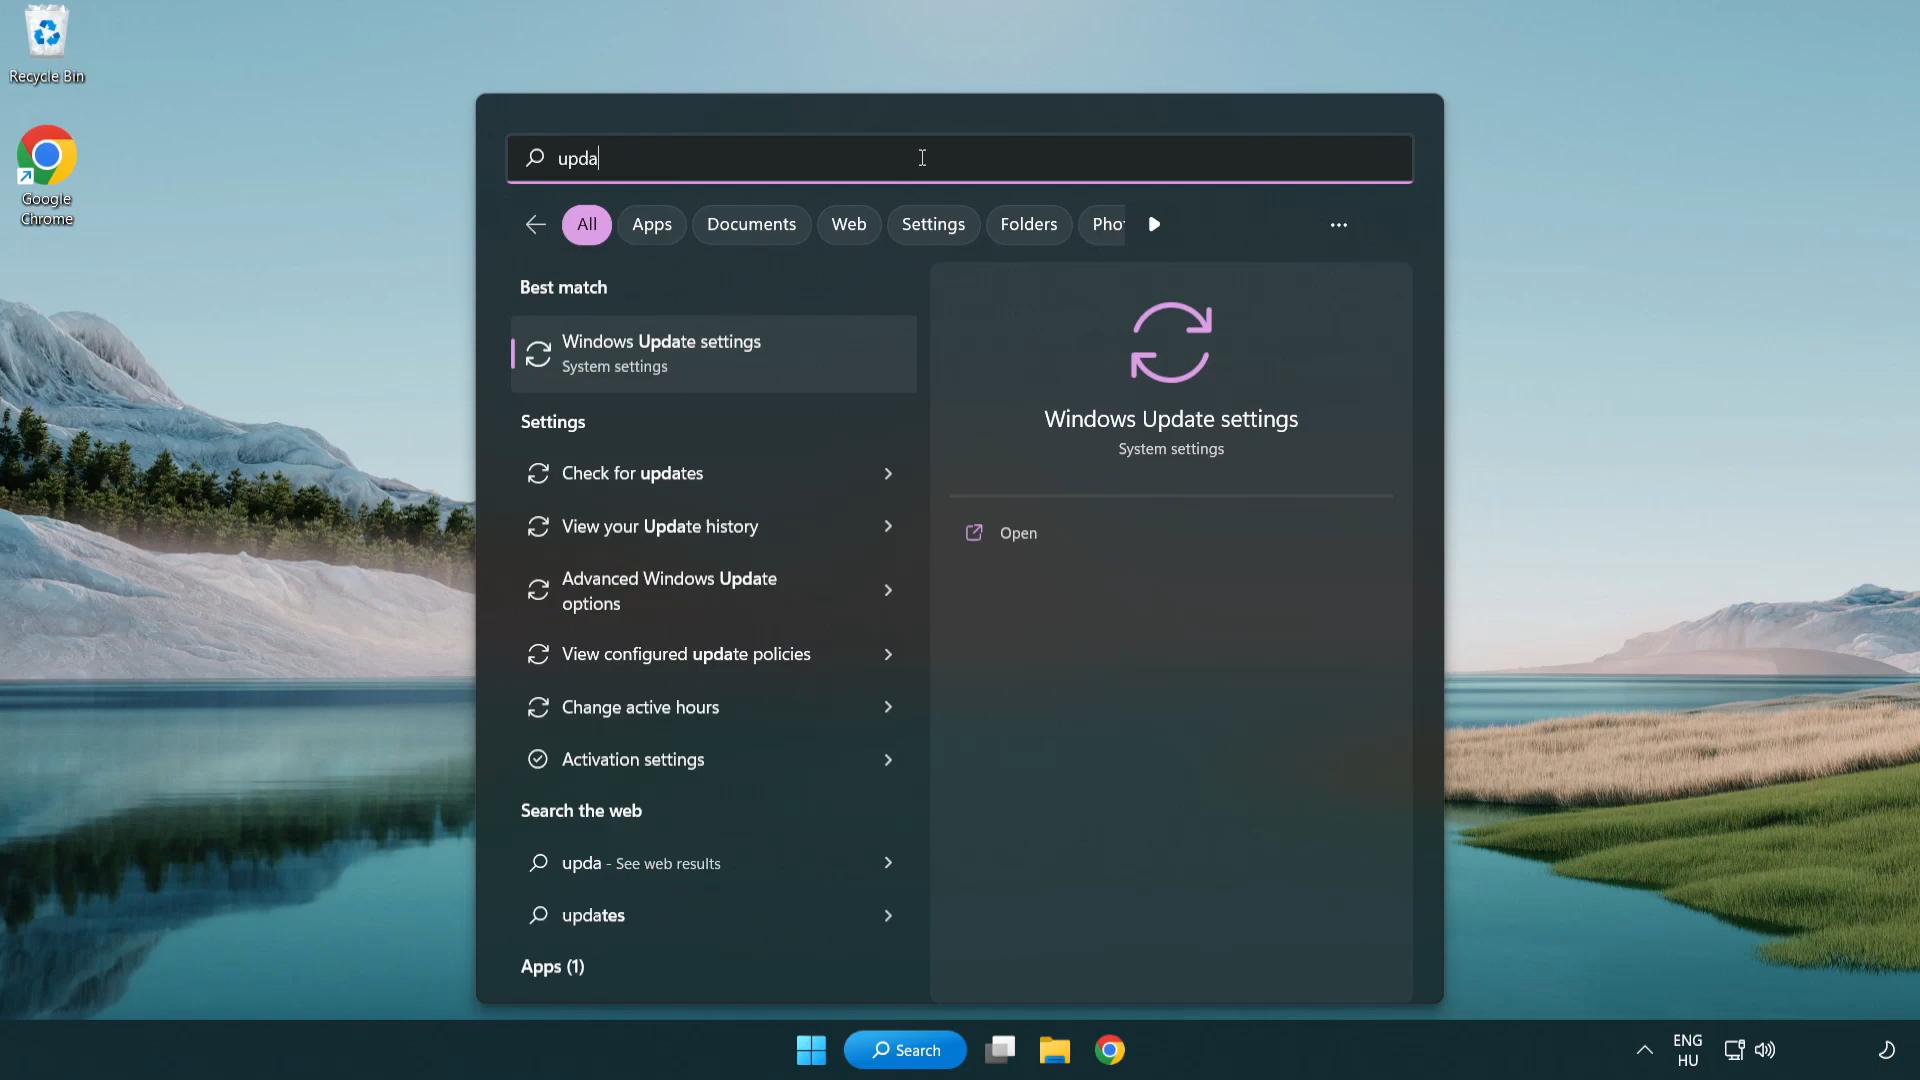 Recycle Bin
Google
Chrome
upda
All
Apps
Documents
Web
Settings
Folders
Pho
Best match
Windows Update settings
System settings
Settings
Check for updates
View your Update history
Advanced Windows Update
options
View configured update policies
Change active hours
Activation settings
Search the web
upda - See web results
updates
Apps (1)
Windows Update settings
System settings
Open
Search
ENG
HU